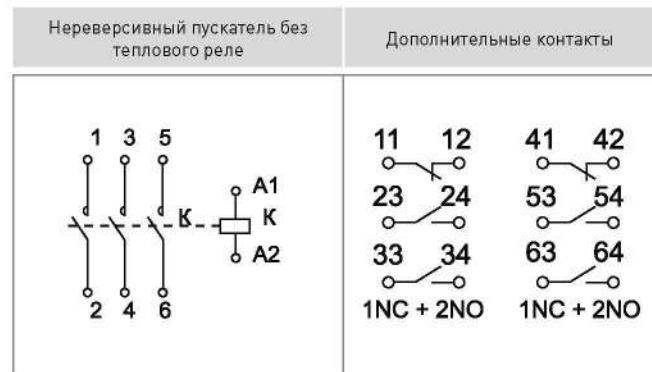 Нереверсивный пускатель без
теплового реле
Дополнительные контакты
1 3 5
К
A1
К
A2
2 4 6
11 12 41 42
23 24 53 54
33 34 63 64
1NC + 2NO 1NC + 2NO